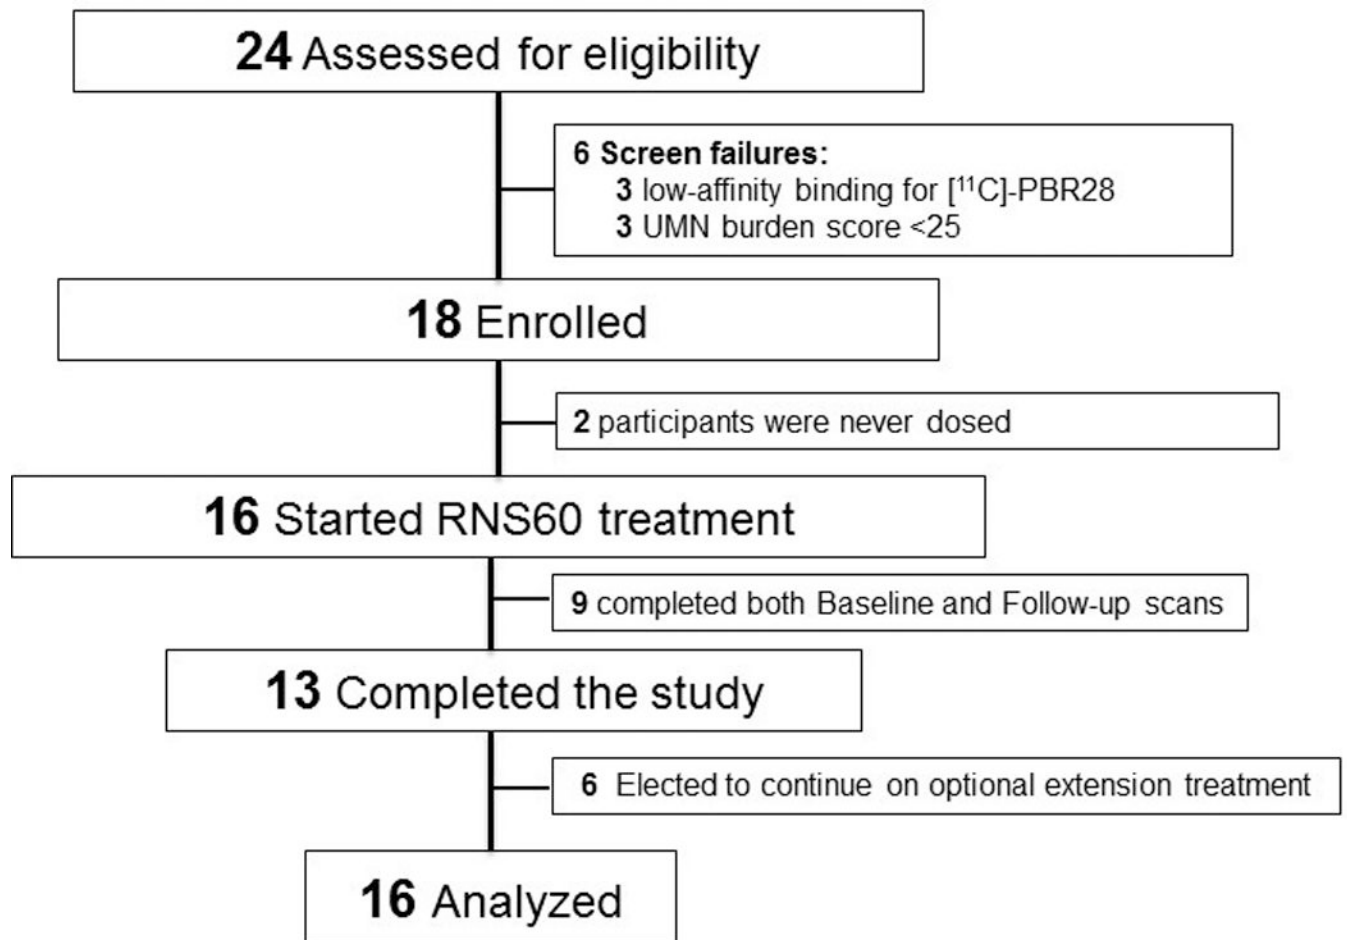 24 Assessed for eligibility
6 Screen failures:
3 low-affinity binding for [¹¹C]-PBR28
3 UMN burden score <25
18 Enrolled
2 participants were never dosed
16 Started RNS60 treatment
9 completed both Baseline and Follow-up scans
13 Completed the study
6 Elected to continue on optional extension treatment
16 Analyzed